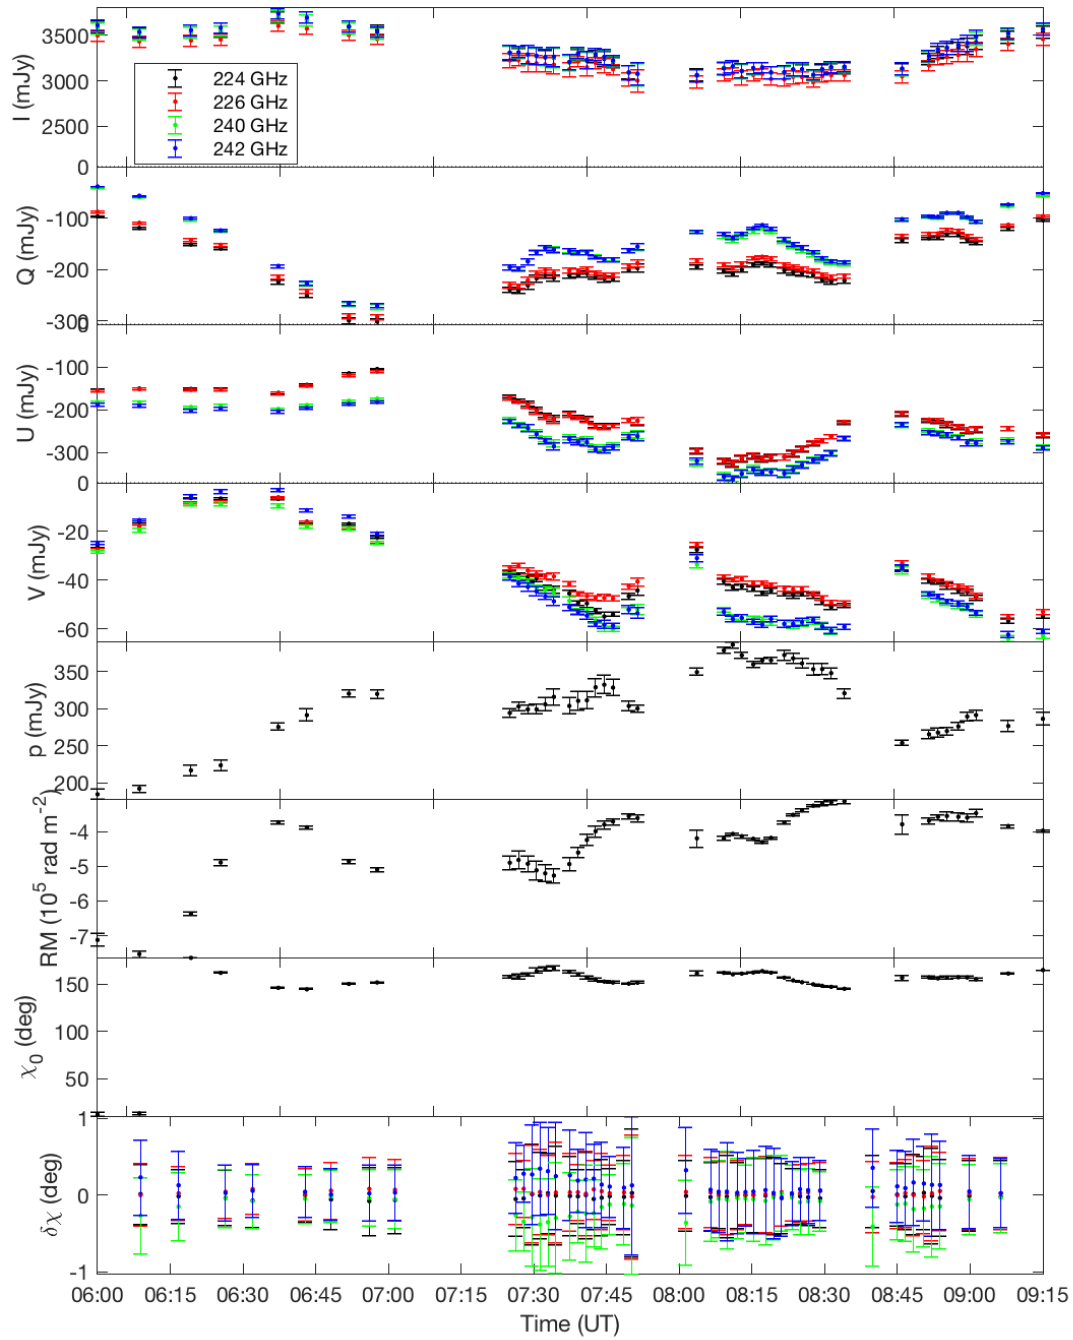 3500
3000
2500
0
I (mJy)
224 GHz
226 GHz
240 GHz
242 GHz
-100
-200
-300
Q (mJy)
0
-100
-200
-300
U (mJy)
0
-20
-40
-60
V (mJy)
350
300
250
200
p (mJy)
-4
-5
-6
-7
RM (10⁵ rad m⁻²)
150
100
50
χ₀ (deg)
1
0
-1
δχ (deg)
06:00 06:15 06:30 06:45 07:00 07:15 07:30 07:45 08:00 08:15 08:30 08:45 09:00 09:15
Time (UT)